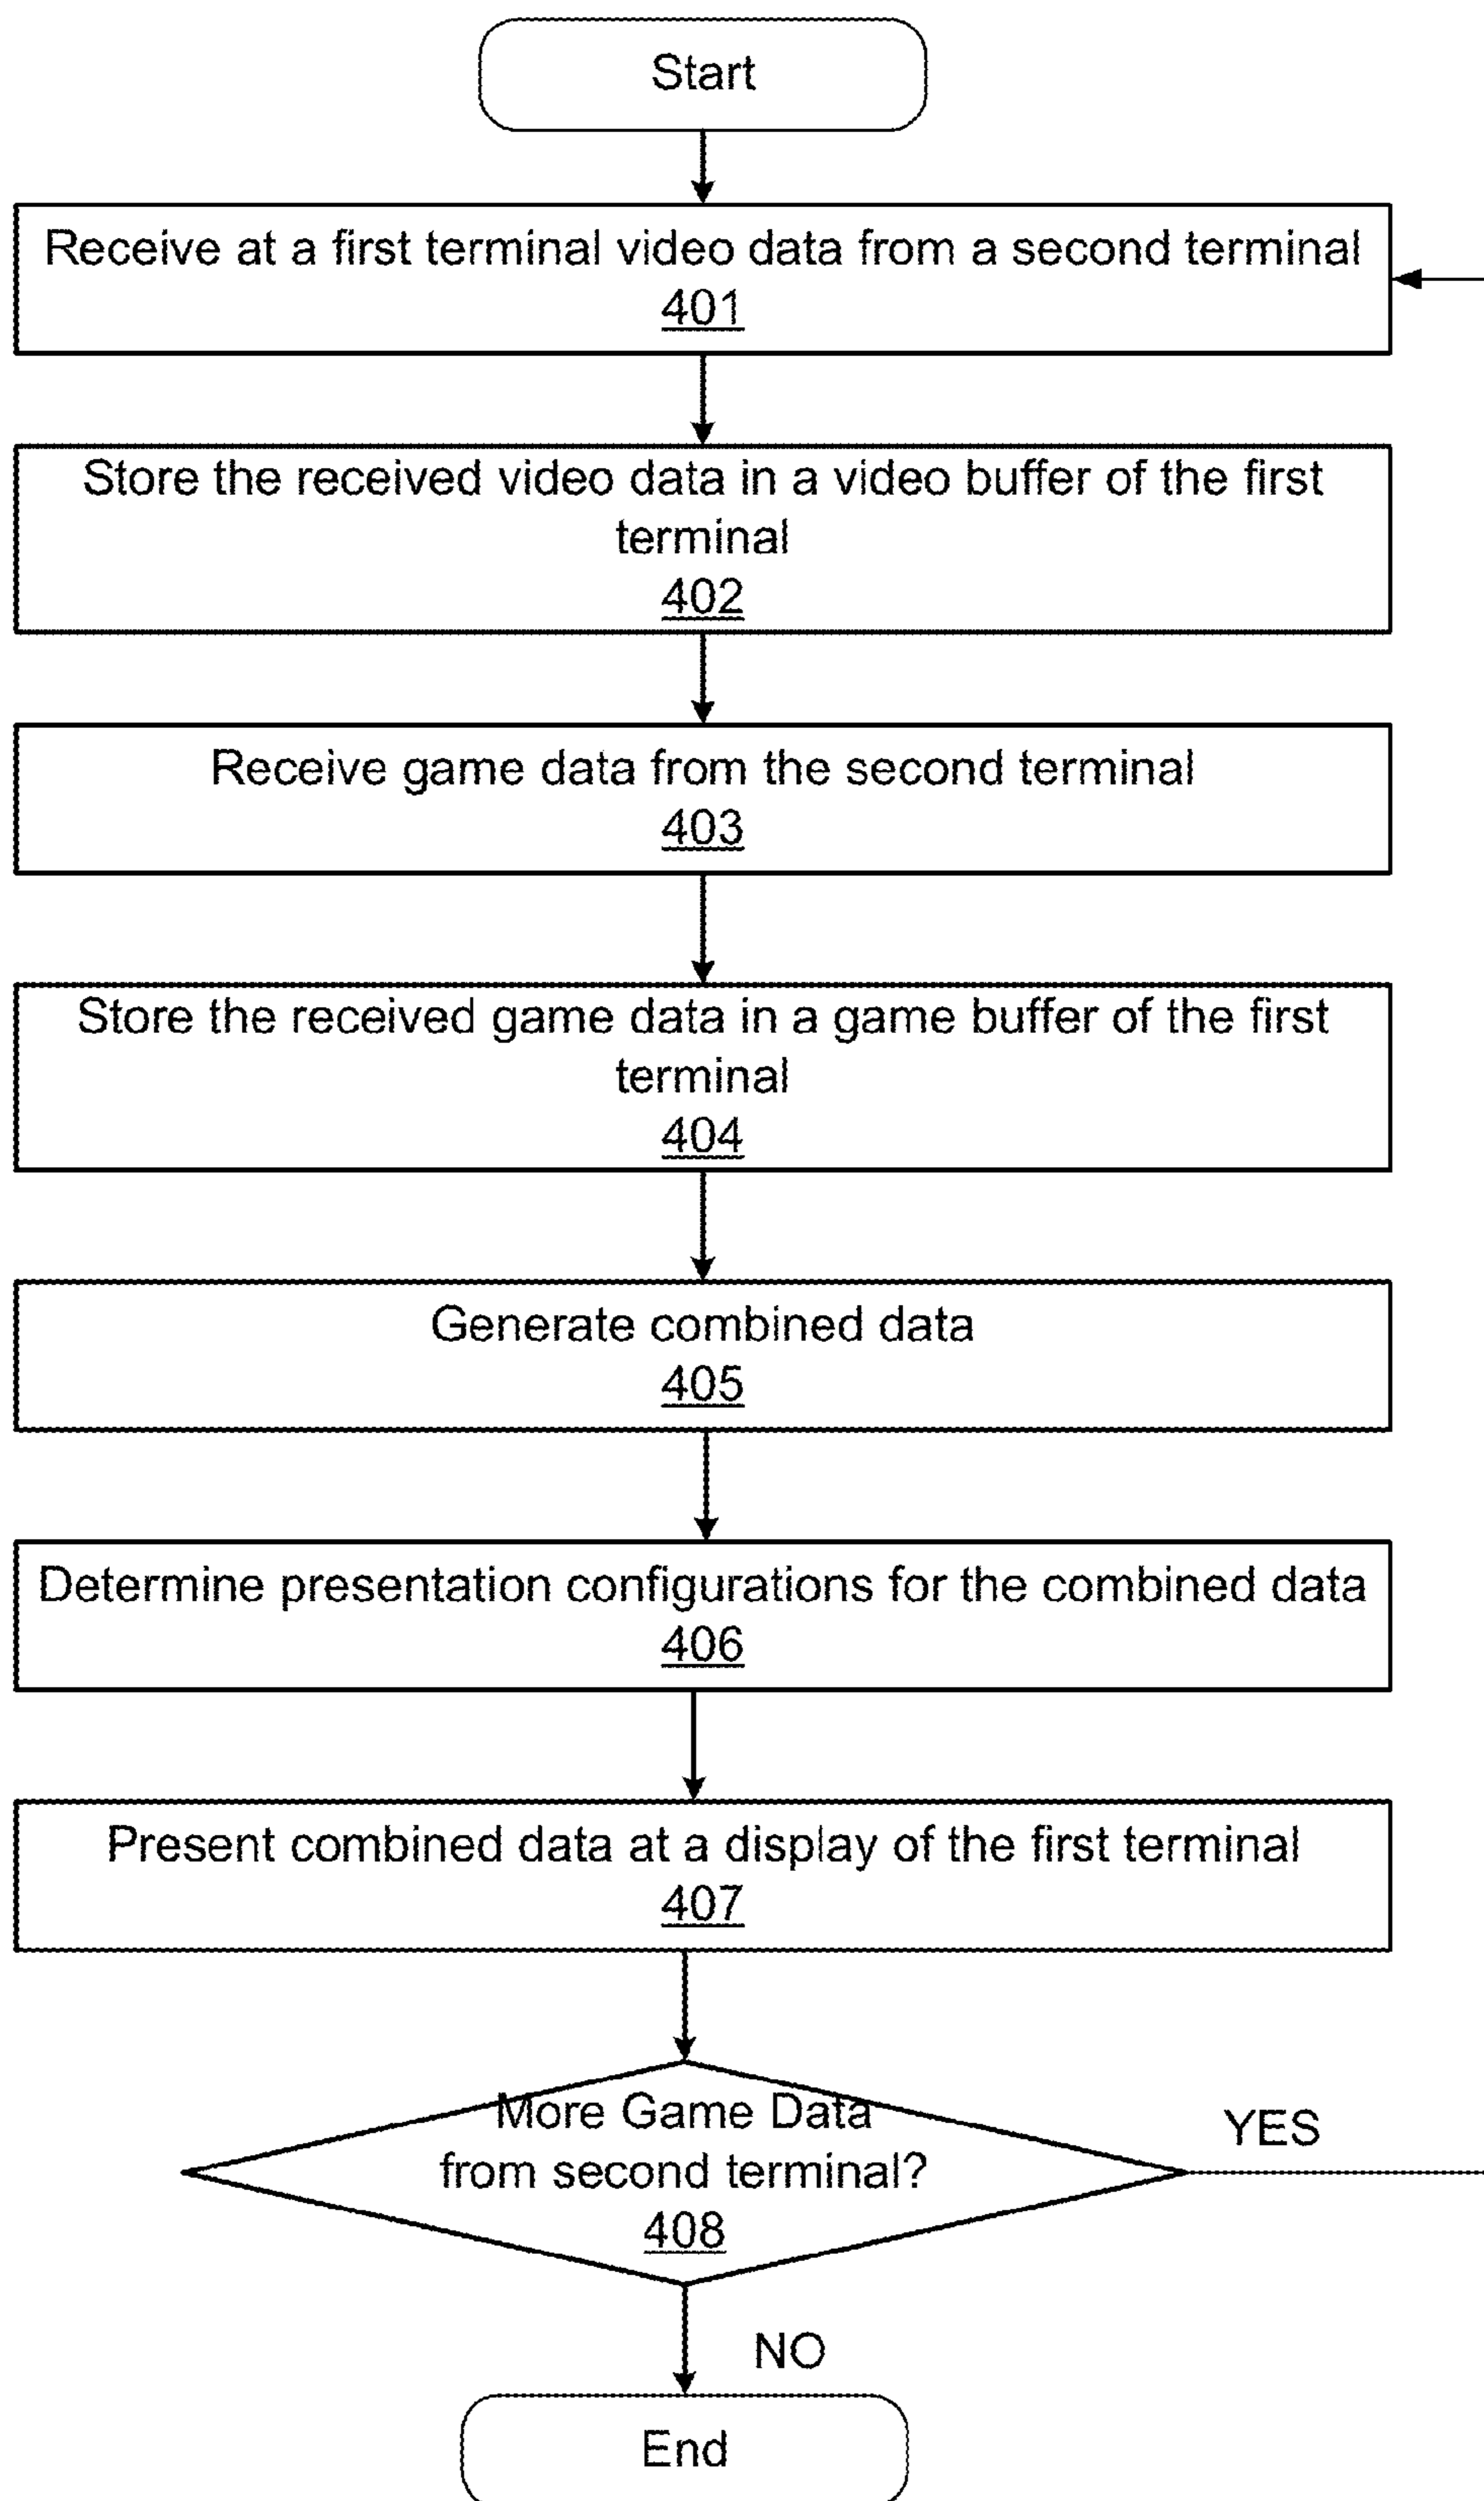 Start
Receive at a first terminal video data from a second terminal
401
Store the received video data in a video buffer of the first
terminal
402
Receive game data from the second terminal
403
Store the received game data in a game buffer of the first
terminal
404
Generate combined data
405
Determine presentation configurations for the combined data
406
Present combined data at a display of the first terminal
407
More Game Data
from second terminal?
408
YES
NO
End